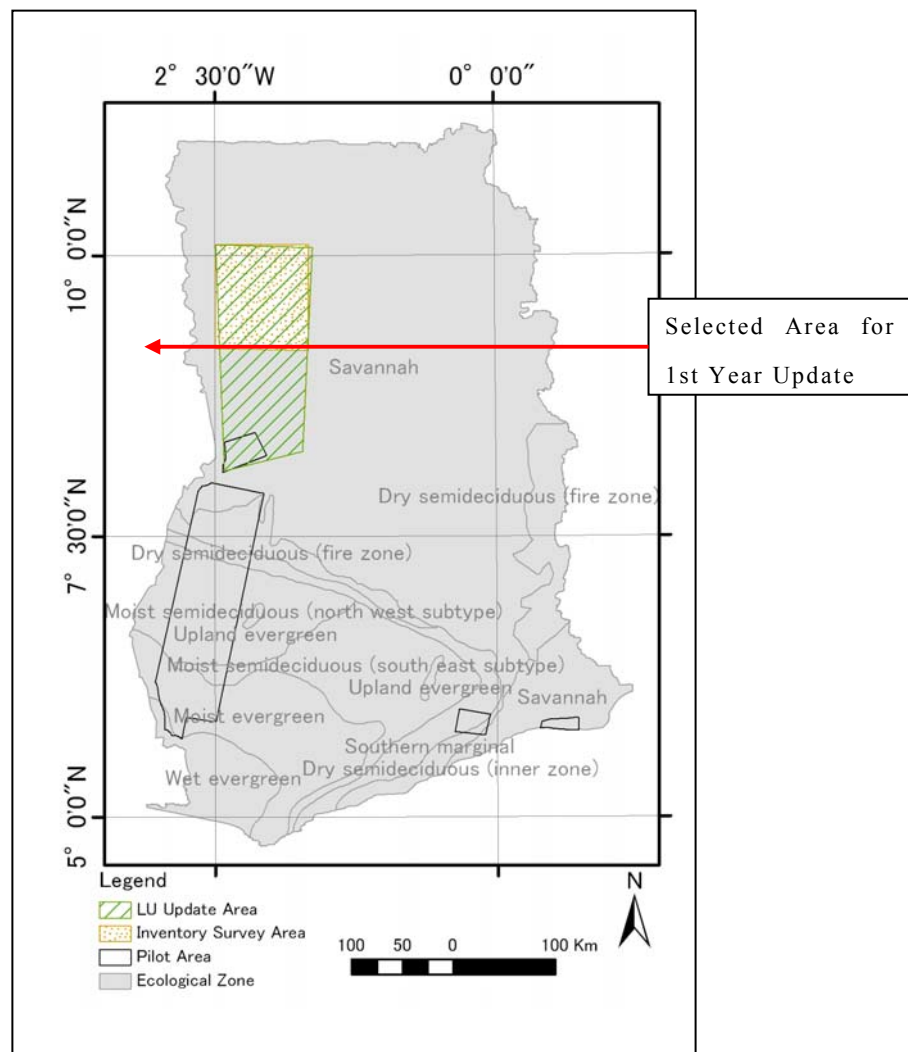 2° 30'0"W
0° 0'0"
10° 0'0"N
Selected Area for
1st Year Update
Savannah
7° 30'0"N
Dry semideciduous (fire zone)
Dry semideciduous (fire zone)
Moist semideciduous (north west subtype)
Upland evergreen
Moist semideciduous (south east subtype)
Upland evergreen
Savannah
Moist evergreen
Southern marginal
Dry semideciduous (inner zone)
Wet evergreen
5° 0'0"N
Legend
N
LU Update Area
Inventory Survey Area
Pilot Area
Ecological Zone
100 50 0 100 Km